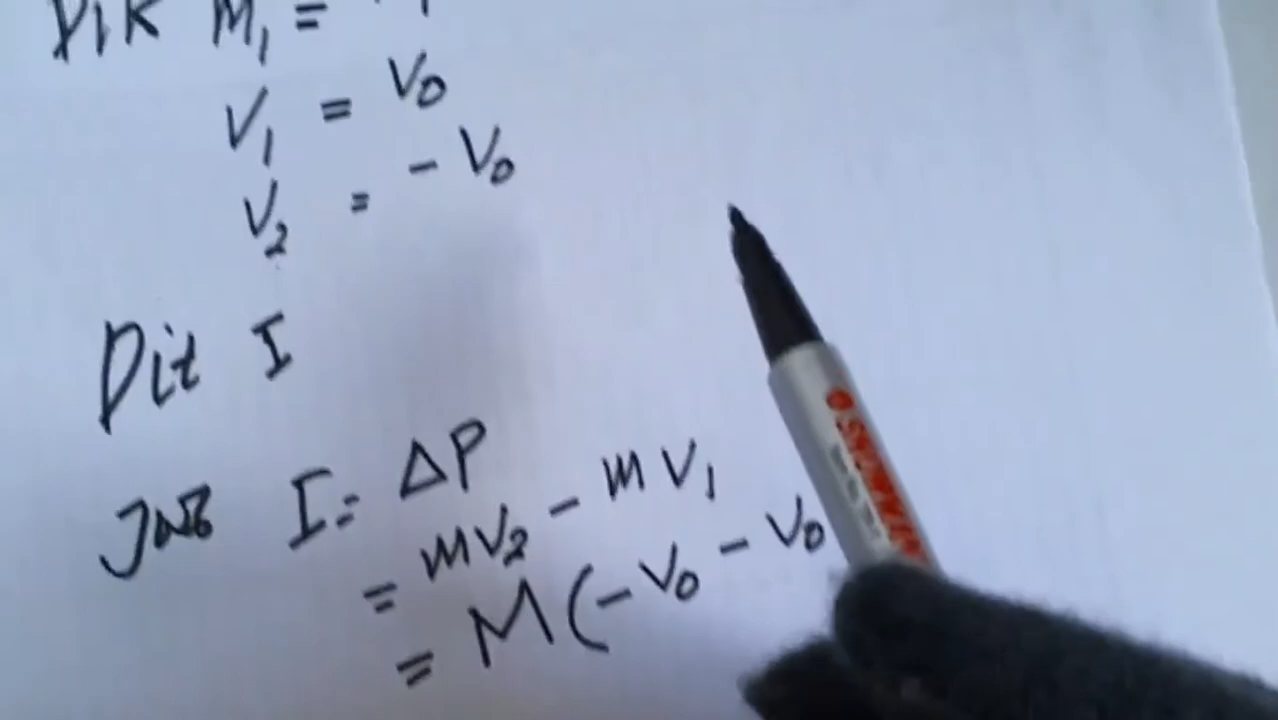 Dik M₁ =
V₁ = V₀
V₂ = - V₀
Dit I
JWB I = ΔP
= mV₂ - mV₁
= M(-V₀ - V₀